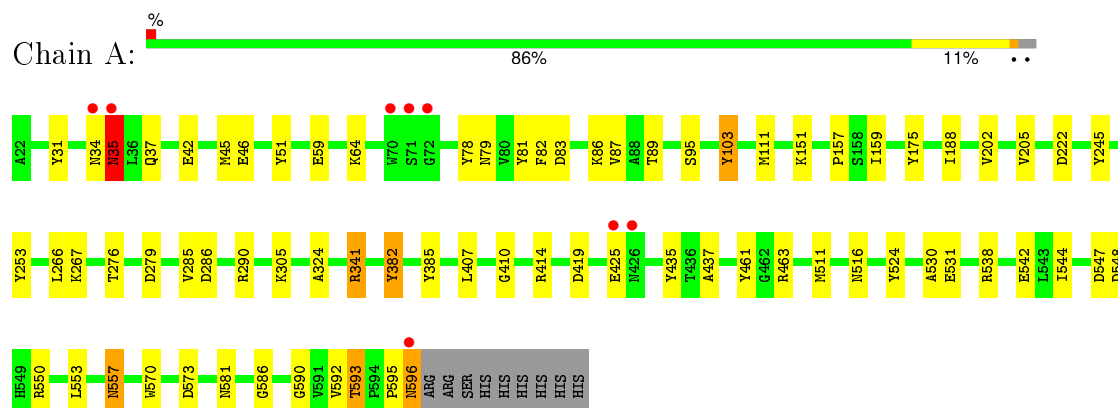 %
Chain A:
86% 11% • •
A22 Y31 N34 N35 L36 Q37 E42 M45 E46 Y51 E59 K64 W70 S71 G72 Y78 N79 V80 Y81 F82 D83 K86 V87 A88 T89 S95 Y103 M111 K151 P157 S158 I159 Y175 I188 V202 V205 D222 Y245
Y253 L266 K267 T276 D279 V285 D286 R290 K305 A324 R341 Y382 Y385 L407 G410 R414 D419 E425 N426 Y435 T436 A437 Y461 G462 R463 M511 N516 Y524 A530 E531 R538 E542 L543 I544 D547 D548
H549 R550 L553 N557 W570 D573 N581 G586 G590 V591 V592 T593 P594 P595 N596 ARG ARG SER HIS HIS HIS HIS HIS HIS